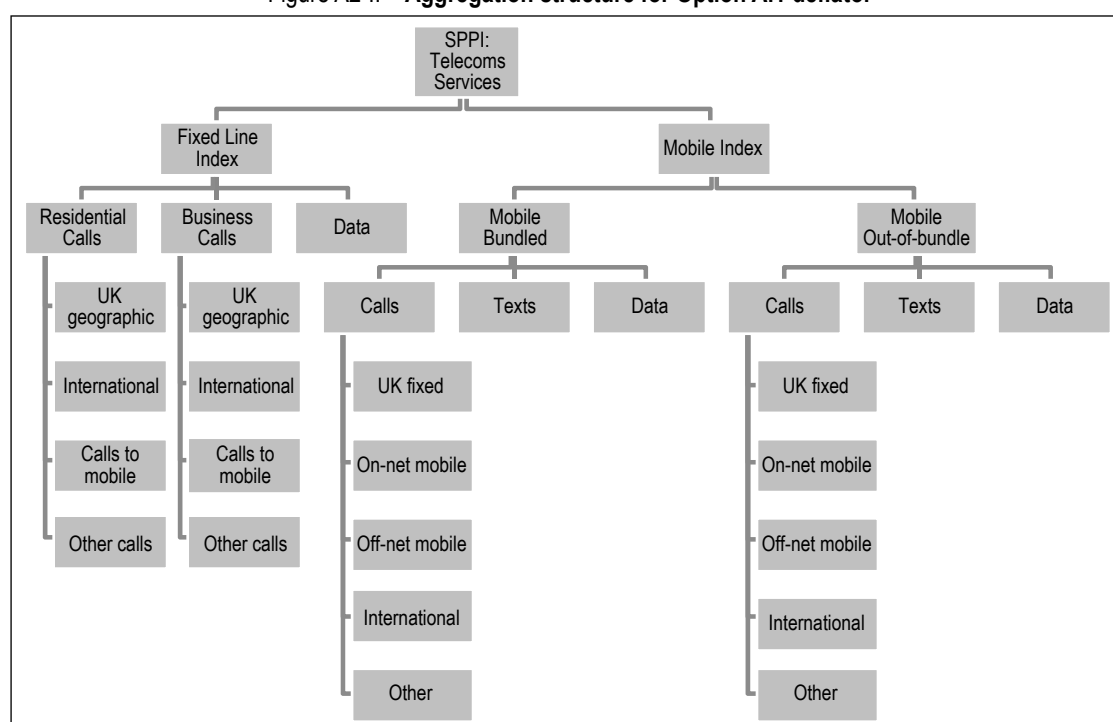 Aggregation structure for Option A.1 deflator
SPPI:
Telecoms
Services
Fixed Line
Index
Mobile Index
Residential
Calls
Business
Calls
Data
Mobile
Bundled
Mobile
Out-of-bundle
UK
geographic
International
Calls to
mobile
Other calls
UK
geographic
International
Calls to
mobile
Other calls
Calls
Texts
Data
UK fixed
On-net mobile
Off-net mobile
International
Other
Calls
Texts
Data
UK fixed
On-net mobile
Off-net mobile
International
Other